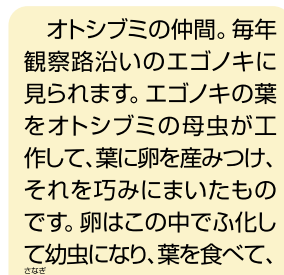 オトシブミの仲間。毎年
観察路沿いのエゴノキに
見られます。エゴノキの葉
をオトシブミの母虫が工
作して、葉に卵を産みつけ、
それを巧みにまいたもの
です。卵はこの中でふ化し
て幼虫になり、葉を食べて、
さなぎ